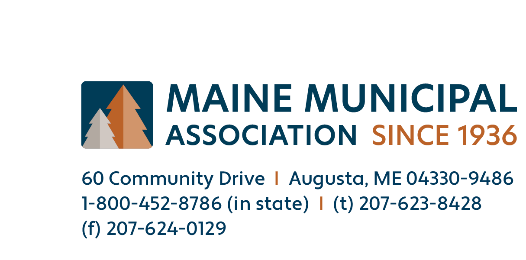 MAINE MUNICIPAL
ASSOCIATION SINCE 1936
60 Community Drive | Augusta, ME 04330-9486
1-800-452-8786 (in state) | (t) 207-623-8428
(f) 207-624-0129